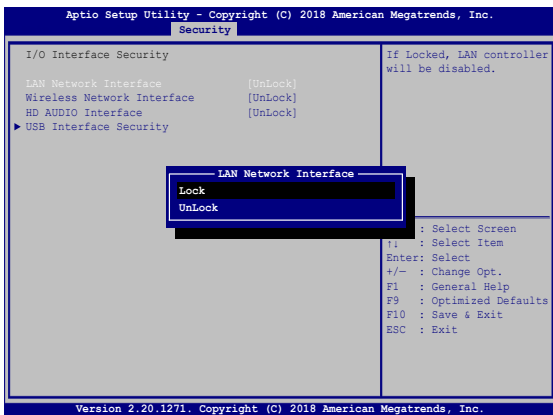 Aptio Setup Utility - Copyright (C) 2018 American Megatrends, Inc.
Security
I/O Interface Security
LAN Network Interface [UnLock]
Wireless Network Interface [UnLock]
HD AUDIO Interface [UnLock]
► USB Interface Security
If Locked, LAN controller
will be disabled.
LAN Network Interface
Lock
UnLock
: Select Screen
↑↓ : Select Item
Enter: Select
+/— : Change Opt.
F1 : General Help
F9 : Optimized Defaults
F10 : Save & Exit
ESC : Exit
Version 2.20.1271. Copyright (C) 2018 American Megatrends, Inc.